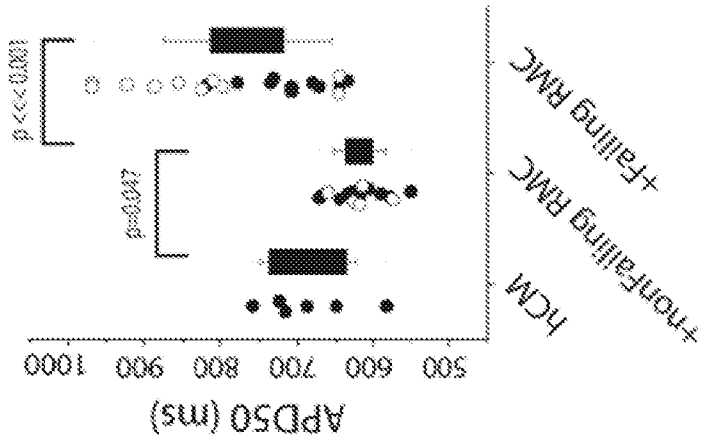 p <<< 0.001
p=0.047
1000
900
800
700
600
500
APD50 (ms)
hCM
+nonFailing RMC
+Failing RMC